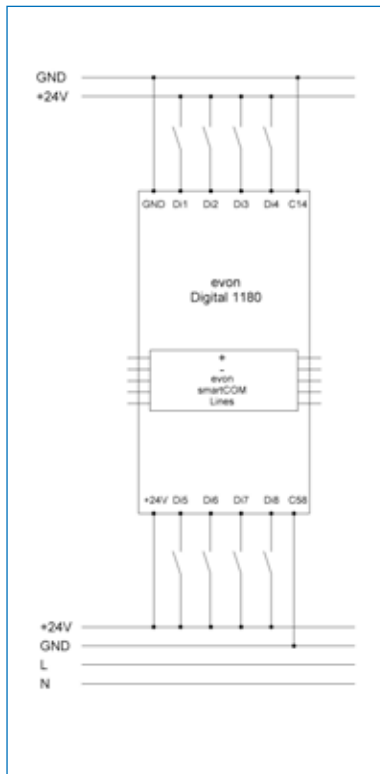 GND
+24V
GND Di1 Di2 Di3 Di4 C14
evon
Digital 1180
+
-
evon
smartCOM
Lines
+24V Di5 Di6 Di7 Di8 C58
+24V
GND
L
N